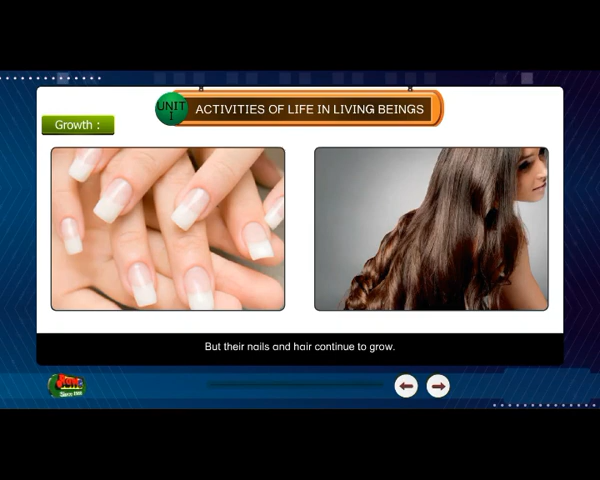 UNIT
I
ACTIVITIES OF LIFE IN LIVING BEINGS
Growth :
But their nails and hair continue to grow.